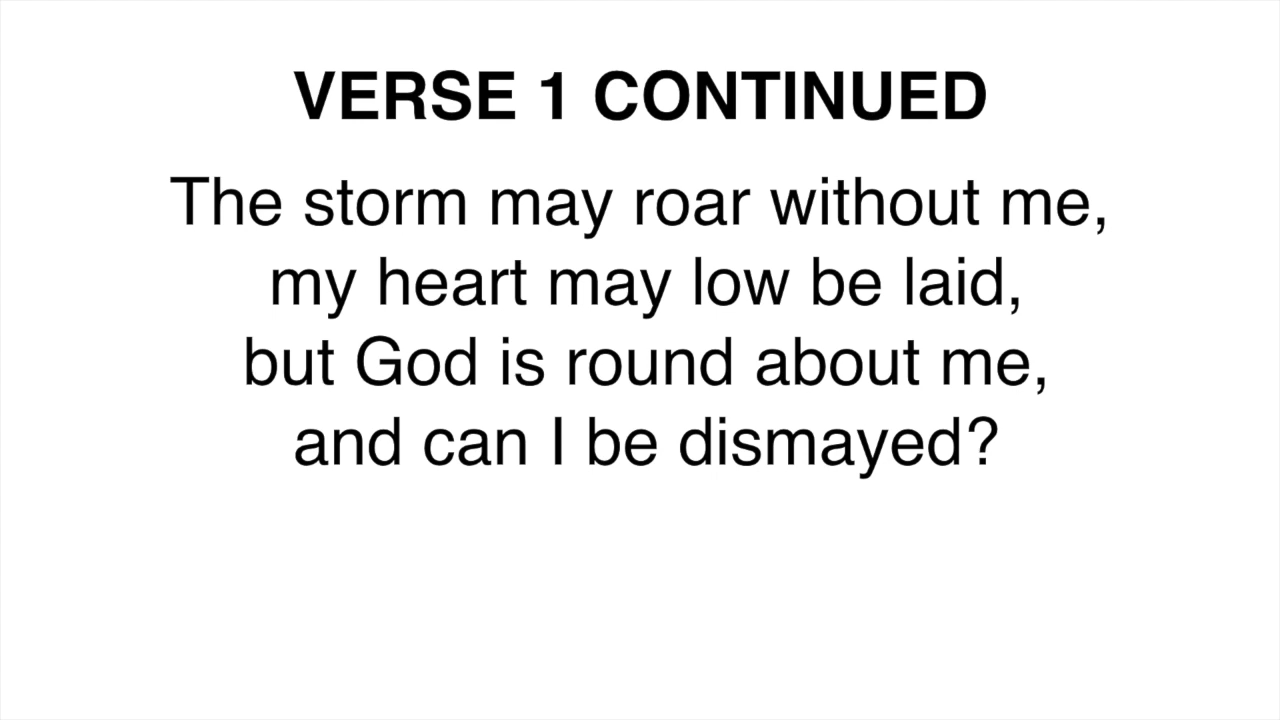 VERSE 1 CONTINUED
The storm may roar without me,
my heart may low be laid,
but God is round about me,
and can I be dismayed?